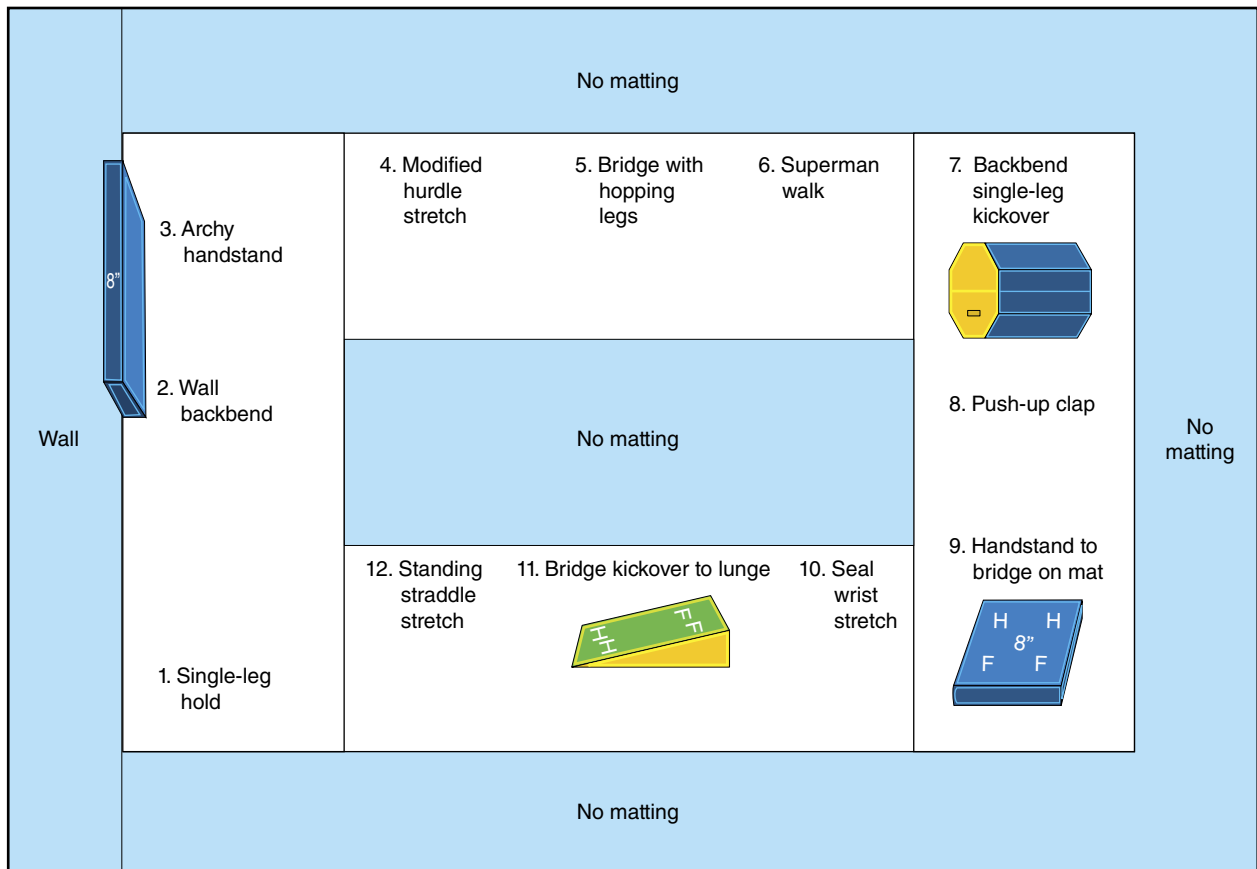 No matting
4. Modified
hurdle
stretch
5. Bridge with
hopping
legs
6. Superman
walk
7. Backbend
single-leg
kickover
3. Archy
handstand
8”
2. Wall
backbend
8. Push-up clap
Wall
No matting
No
matting
9. Handstand to
bridge on mat
H H
8”
F F
12. Standing
straddle
stretch
11. Bridge kickover to lunge
F F
H H
10. Seal
wrist
stretch
1. Single-leg
hold
No matting